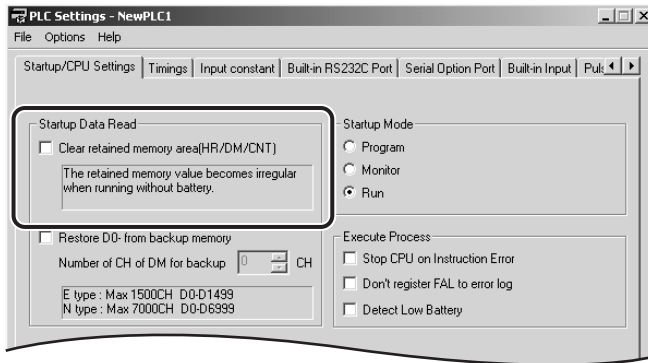 PLC Settings - NewPLC1
File Options Help
Startup/CPU Settings Timings Input constant Built-in RS232C Port Serial Option Port Built-in Input
Startup Data Read
Clear retained memory area(HR/DM/CNT)
The retained memory value becomes irregular
when running without battery.
Restore D0- from backup memory
Number of CH of DM for backup 0 CH
E type : Max 1500CH D0-D1499
N type : Max 7000CH D0-D6999
Startup Mode
Program
Monitor
Run
Execute Process
Stop CPU on Instruction Error
Don't register FAL to error log
Detect Low Battery